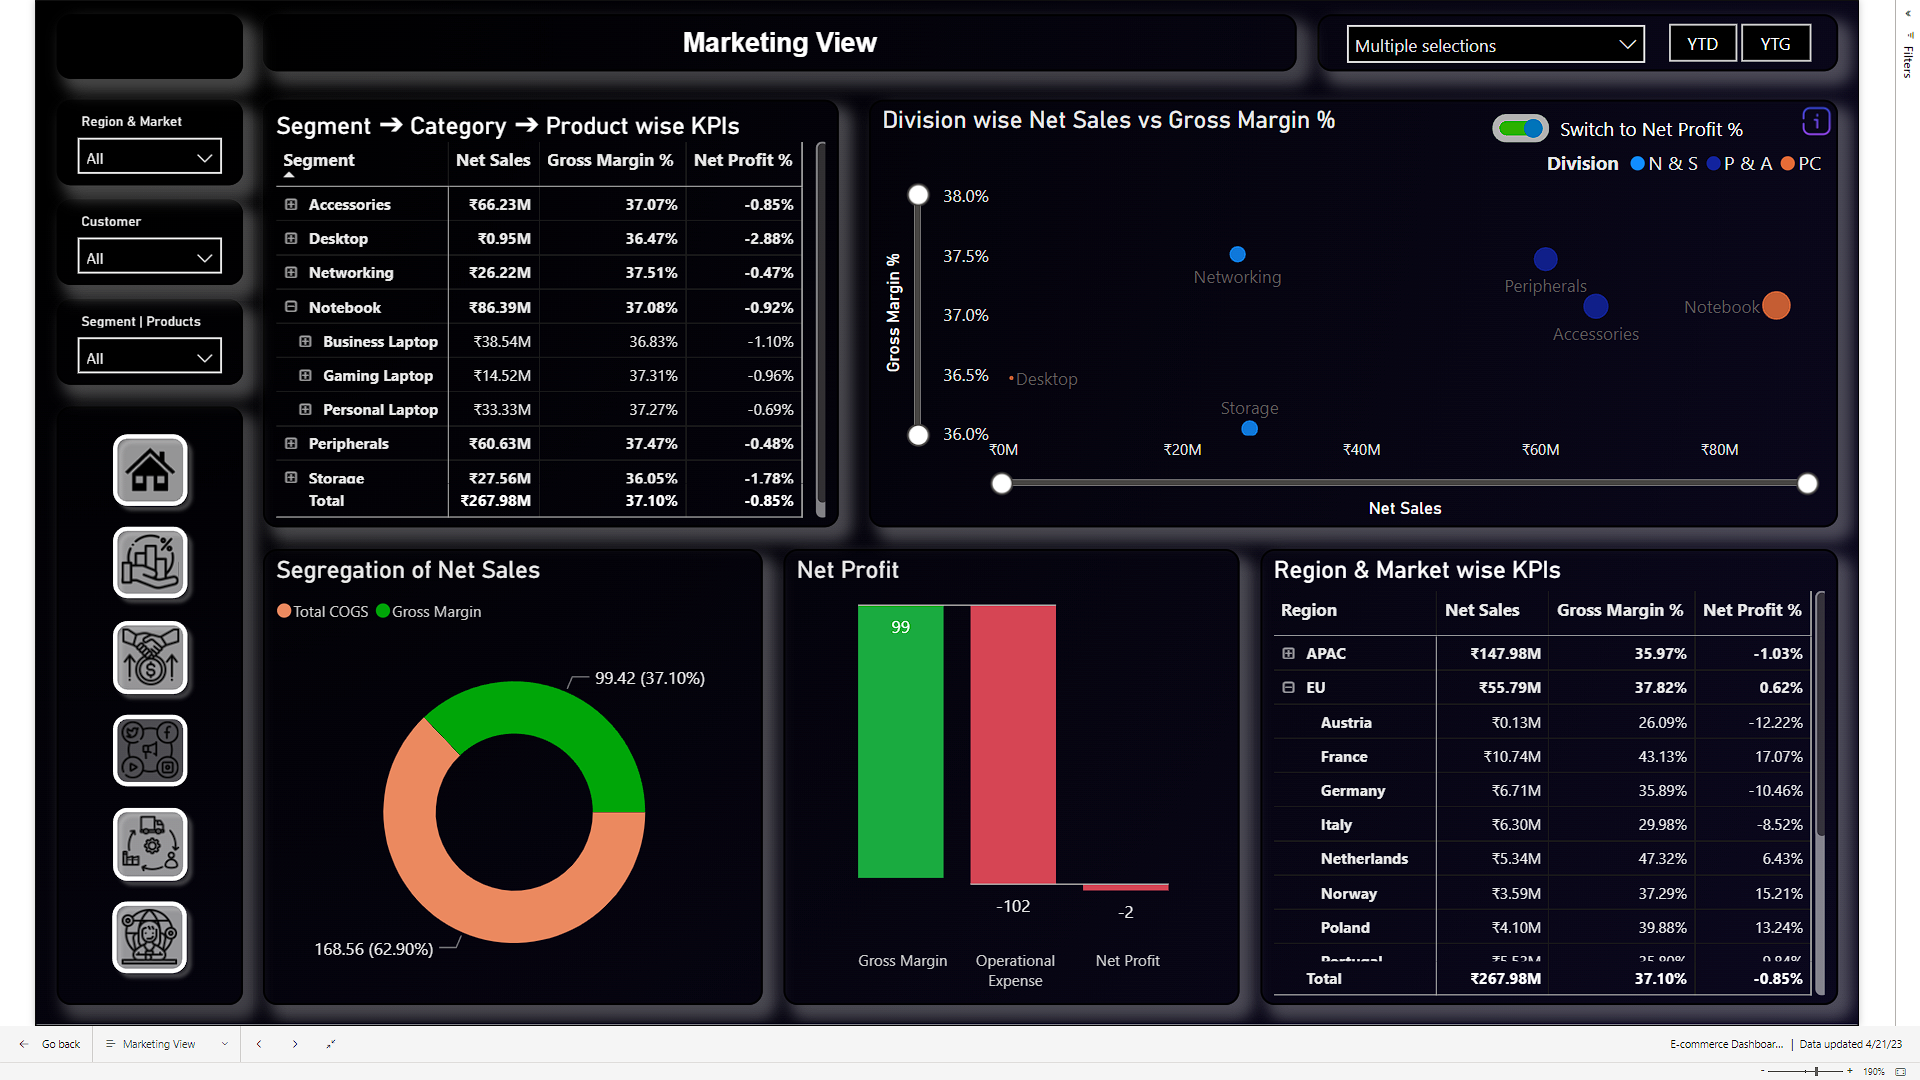 Marketing View
Multiple selections
YTD
YTG
Filters
Region & Market
All
Customer
All
Segment | Products
All
Segment → Category → Product wise KPIs
Segment Net Sales Gross Margin % Net Profit %
Accessories ₹66.23M 37.07% -0.85%
Desktop ₹0.95M 36.47% -2.88%
Networking ₹26.22M 37.51% -0.47%
Notebook ₹86.39M 37.08% -0.92%
Business Laptop ₹38.54M 36.83% -1.10%
Gaming Laptop ₹14.52M 37.31% -0.96%
Personal Laptop ₹33.33M 37.27% -0.69%
Peripherals ₹60.63M 37.47% -0.48%
Storage ₹27.56M 36.05% -1.78%
Total ₹267.98M 37.10% -0.85%
Division wise Net Sales vs Gross Margin %
Switch to Net Profit %
Division N & S P & A PC
Gross Margin %
38.0%
37.5%
37.0%
36.5%
36.0%
Networking
Peripherals
Notebook
Accessories
Desktop
Storage
₹0M ₹20M ₹40M ₹60M ₹80M
Net Sales
Segregation of Net Sales
Total COGS Gross Margin
99.42 (37.10%)
168.56 (62.90%)
Net Profit
99
-102
-2
Gross Margin
Operational
Expense
Net Profit
Region & Market wise KPIs
Region Net Sales Gross Margin % Net Profit %
APAC ₹147.98M 35.97% -1.03%
EU ₹55.79M 37.82% 0.62%
Austria ₹0.13M 26.09% -12.22%
France ₹10.74M 43.13% 17.07%
Germany ₹6.71M 35.89% -10.46%
Italy ₹6.30M 29.98% -8.52%
Netherlands ₹5.34M 47.32% 6.43%
Norway ₹3.59M 37.29% 15.21%
Poland ₹4.10M 39.88% 13.24%
Portugal
Total ₹267.98M 37.10% -0.85%
Go back
Marketing View
E-commerce Dashboar... | Data updated 4/21/23
- + 190%